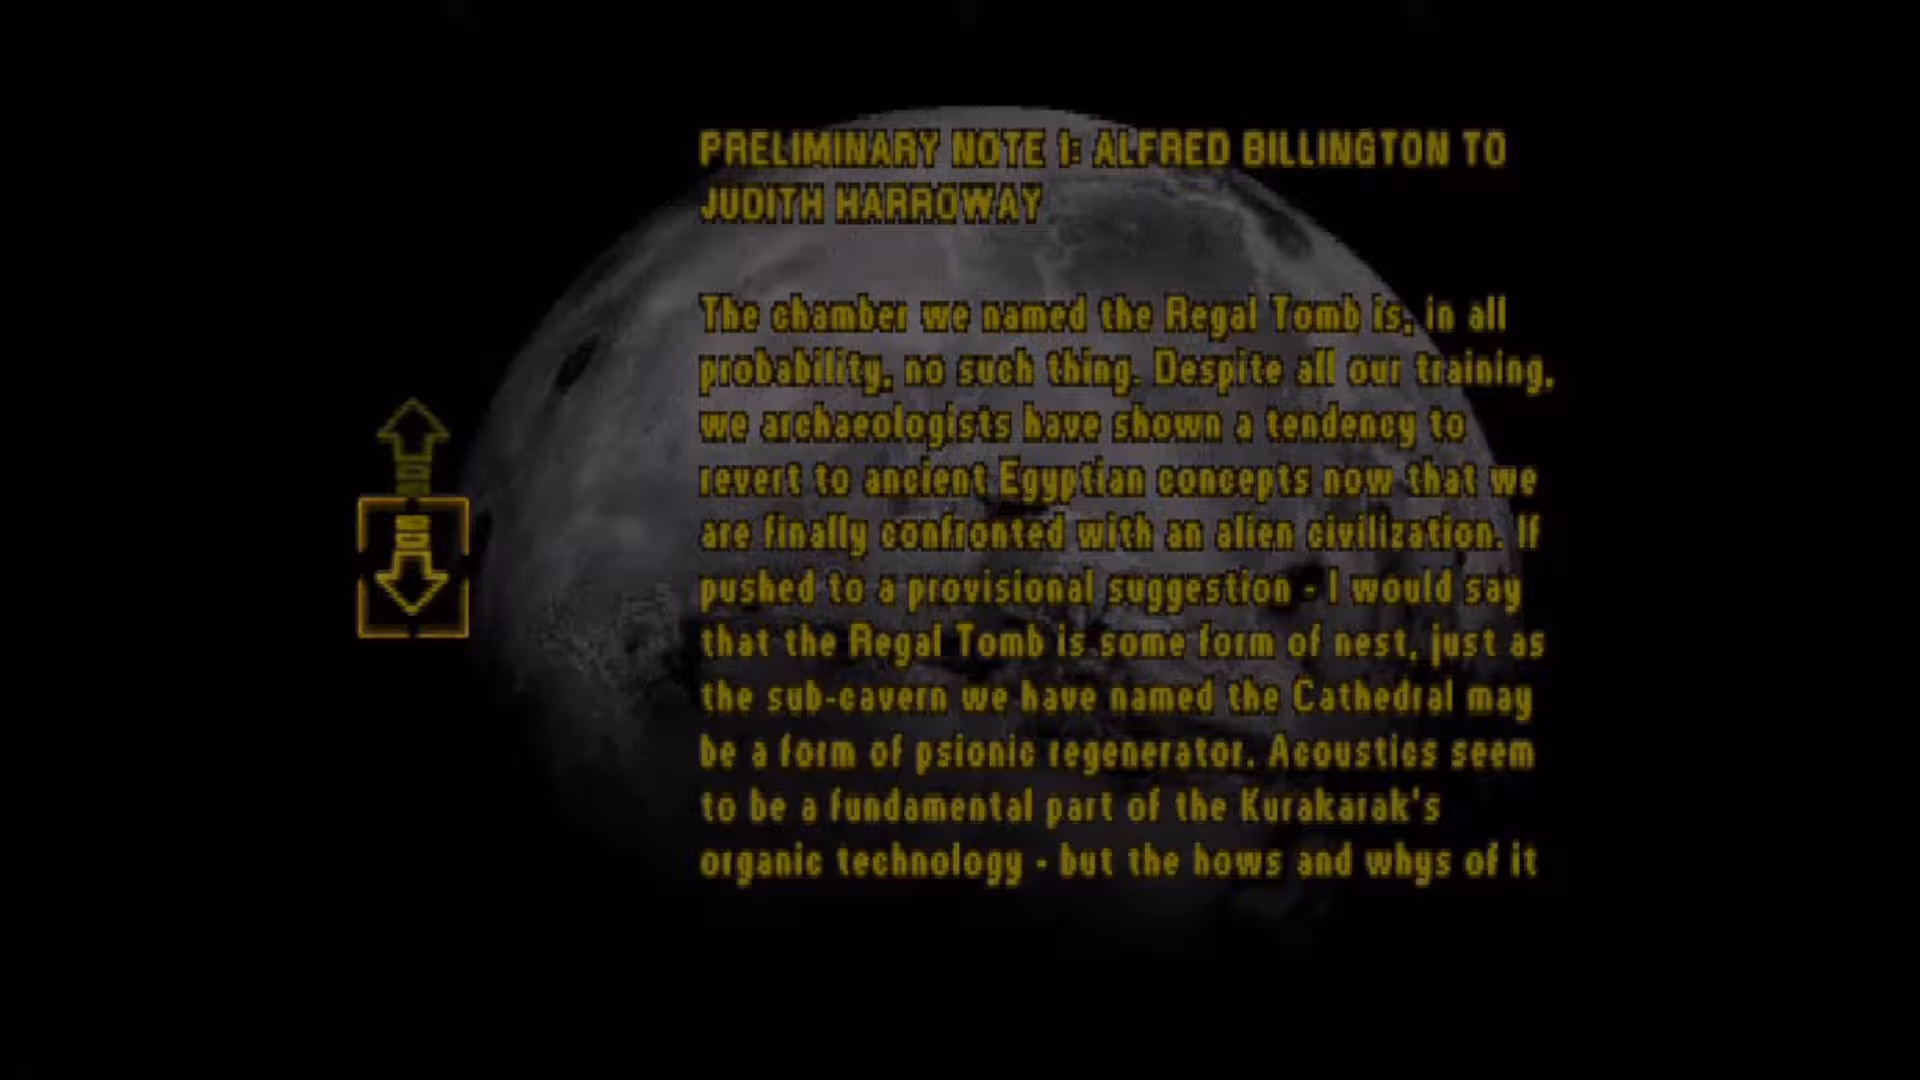 PRELIMINARY NOTE 1: ALFRED BILLINGTON TO
JUDITH HARROWAY
The chamber we named the Regal Tomb is, in all
probability, no such thing. Despite all our training,
we archaeologists have shown a tendency to
revert to ancient Egyptian concepts now that we
are finally confronted with an alien civilization. If
pushed to a provisional suggestion - I would say
that the Regal Tomb is some form of nest, just as
the sub-cavern we have named the Cathedral may
be a form of psionic regenerator. Acoustics seem
to be a fundamental part of the Kurakarak's
organic technology - but the hows and whys of it